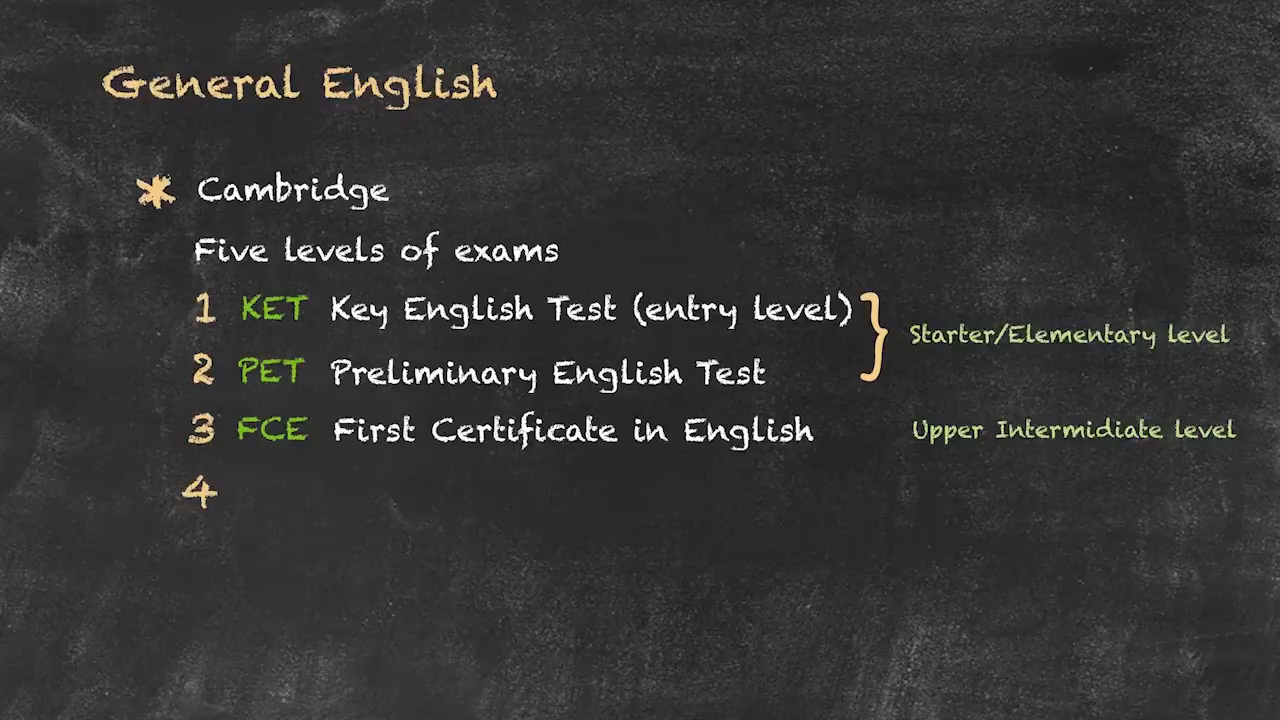 General English
* Cambridge
Five levels of exams
1 KET Key English Test (entry level)
Starter/Elementary level
2 PET Preliminary English Test
3 FCE First Certificate in English Upper Intermidiate level
4